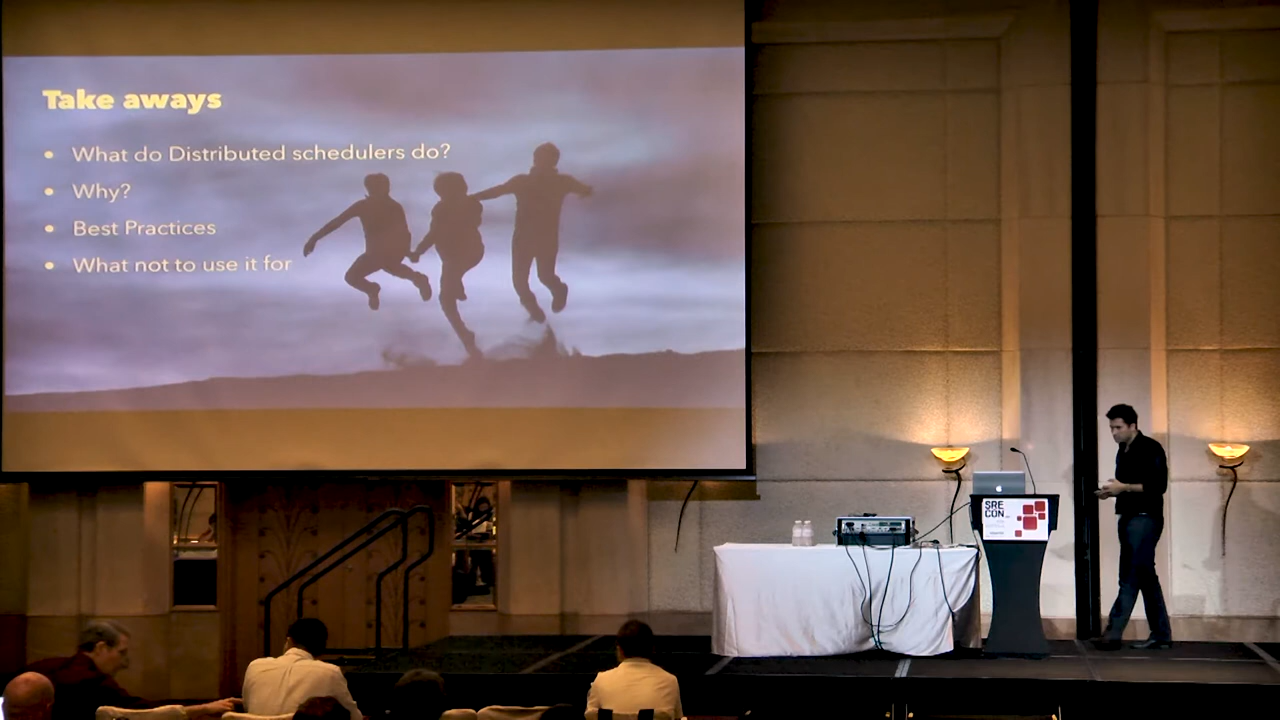 Take aways
• What do Distributed schedulers do?
• Why?
• Best Practices
• What not to use it for
SRE
CON